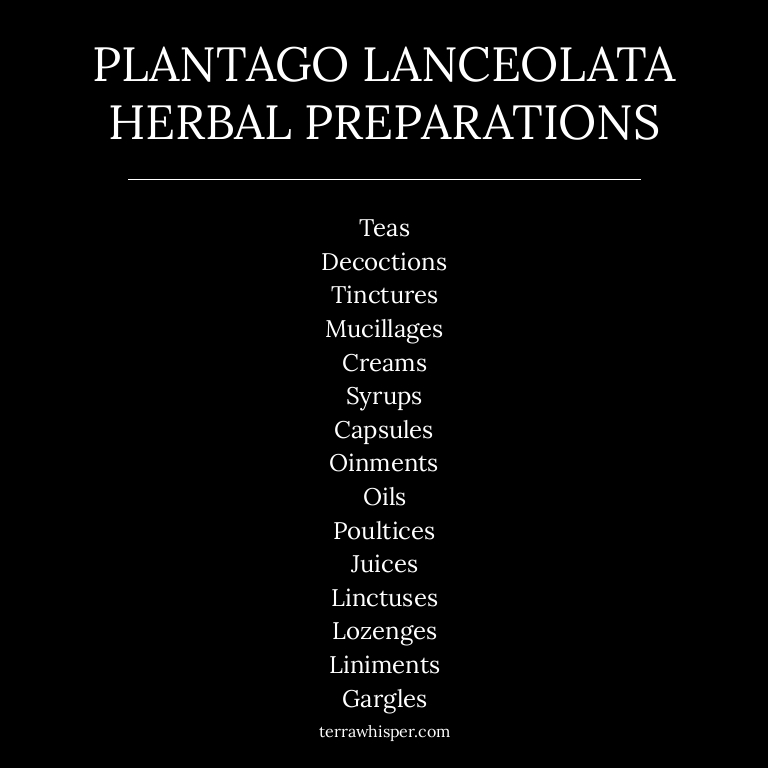 PLANTAGO LANCEOLATA
HERBAL PREPARATIONS
Teas
Decoctions
Tinctures
Mucillages
Creams
Syrups
Capsules
Oinments
Oils
Poultices
Juices
Linctuses
Lozenges
Liniments
Gargles
terrawhisper.com